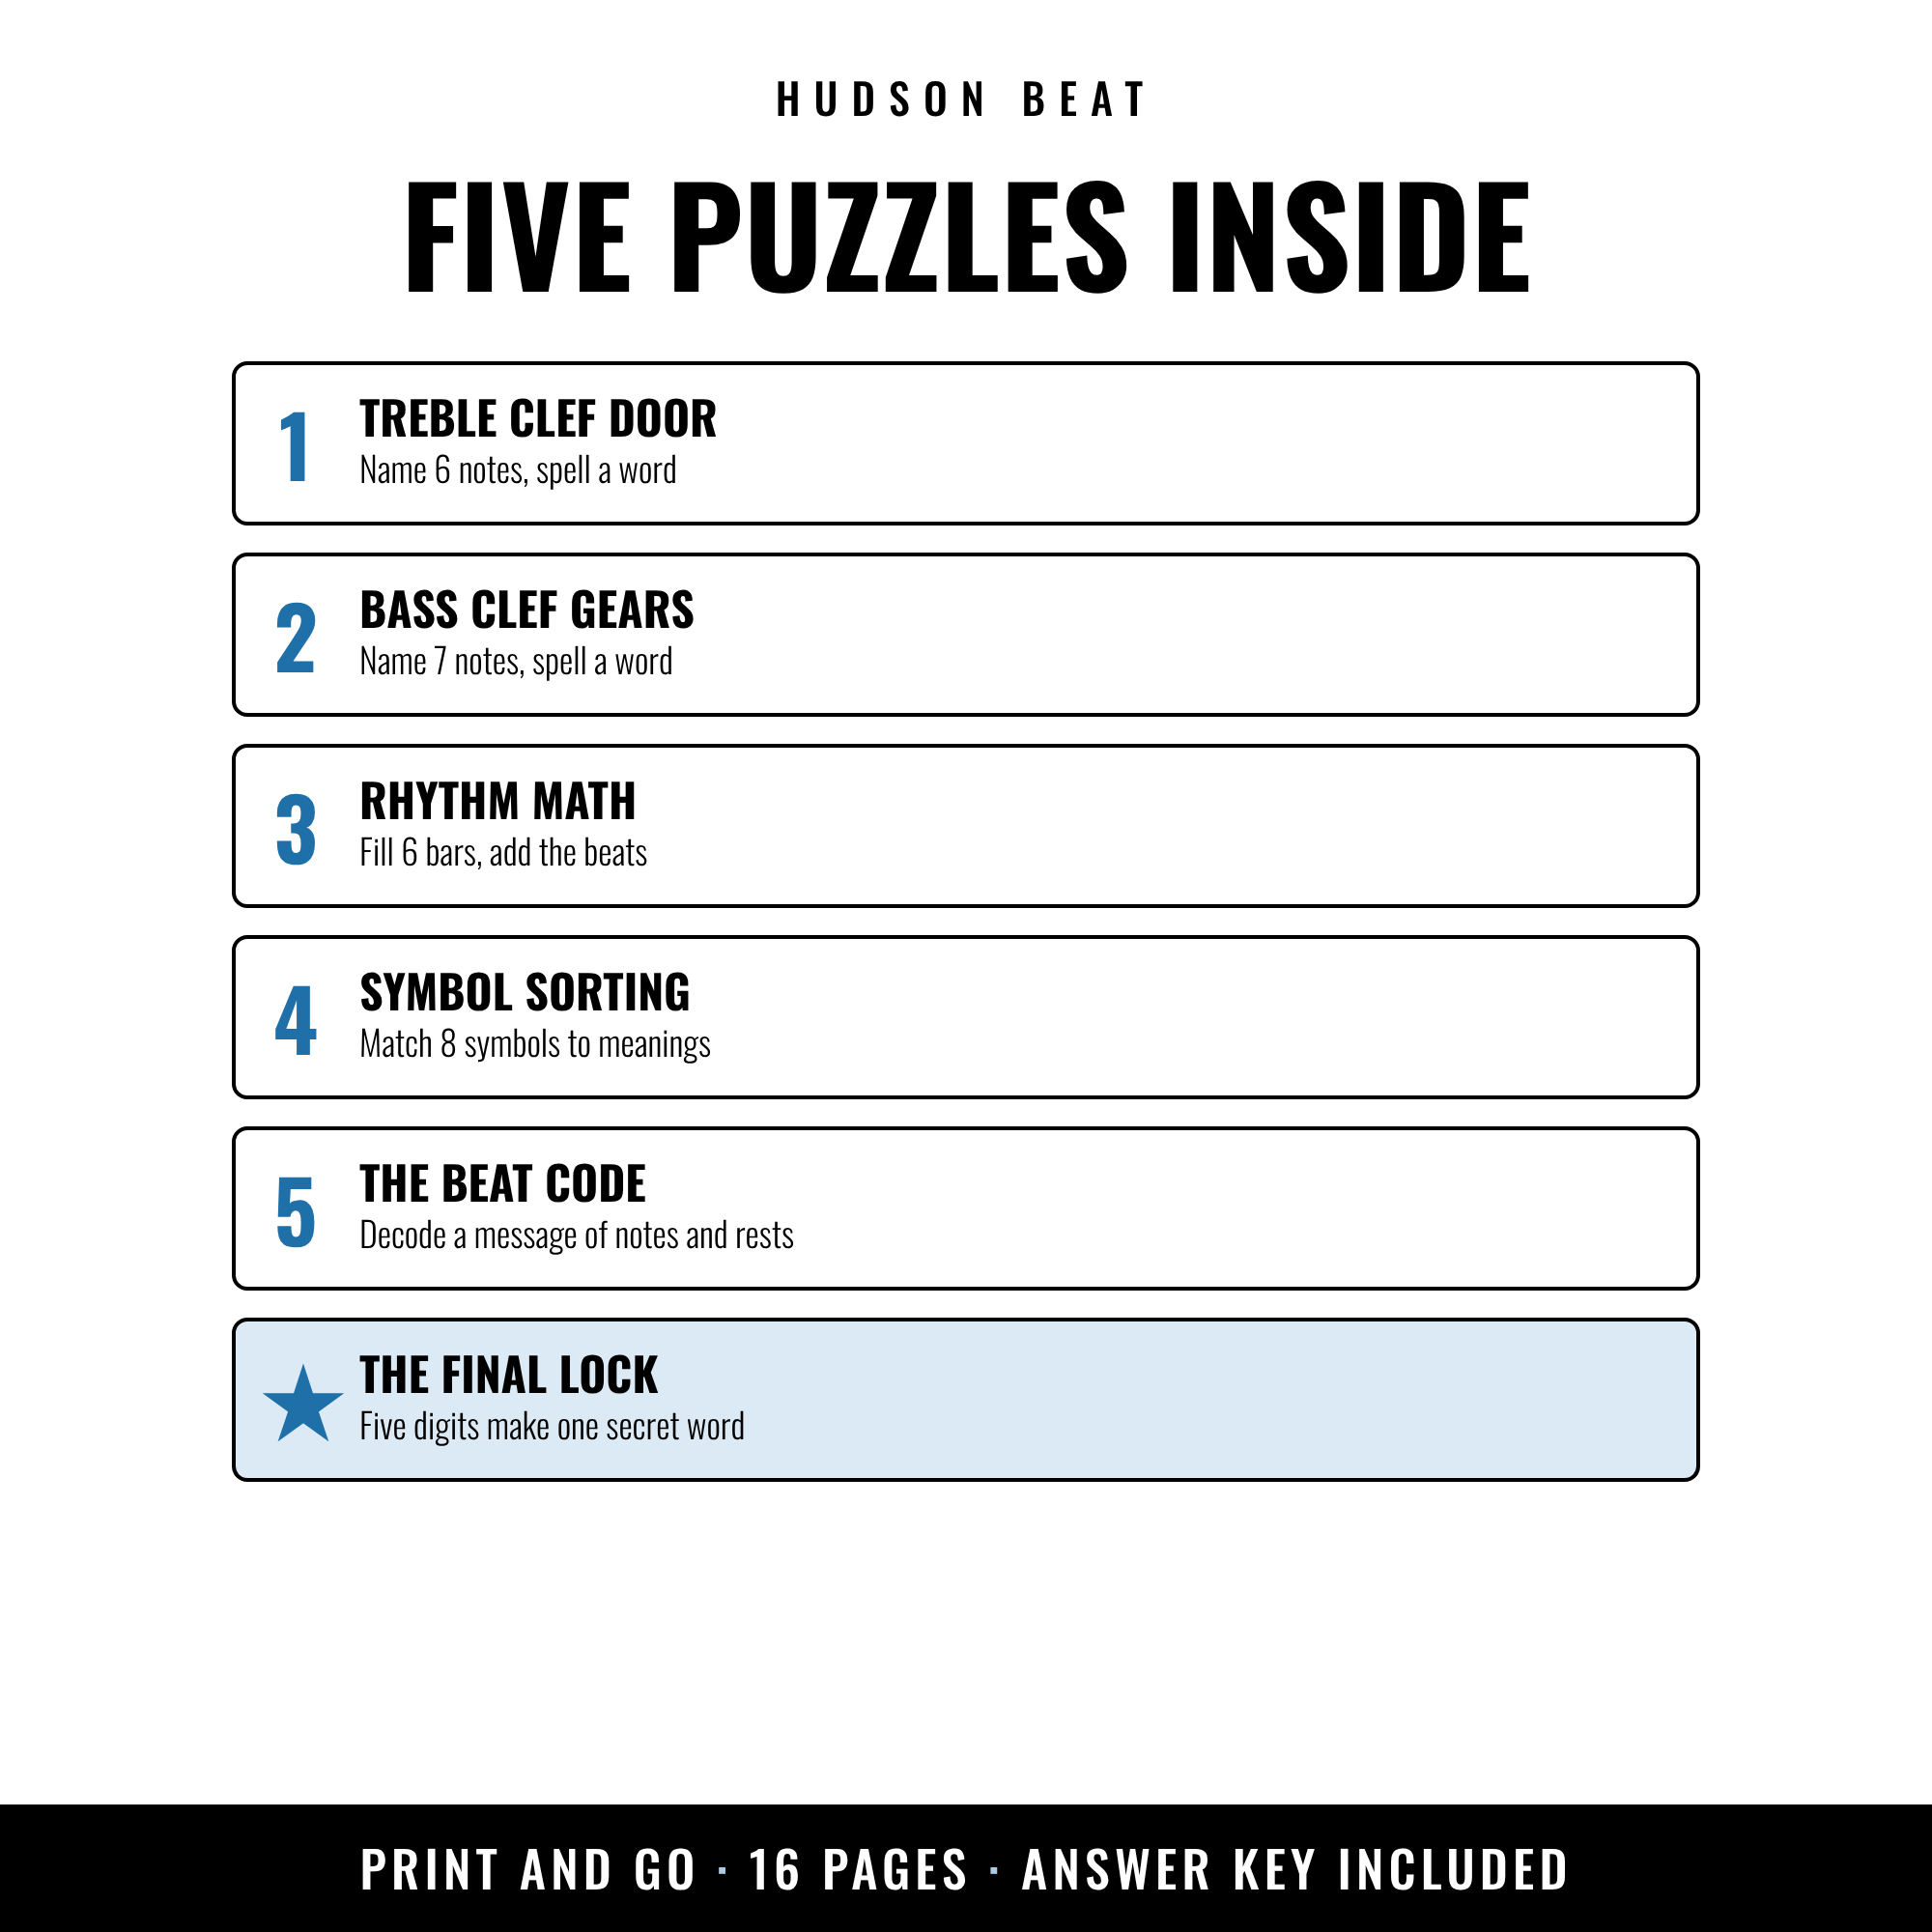 HUDSON BEAT
FIVE PUZZLES INSIDE
1
TREBLE CLEF DOOR
Name 6 notes, spell a word
2
BASS CLEF GEARS
Name 7 notes, spell a word
3
RHYTHM MATH
Fill 6 bars, add the beats
4
SYMBOL SORTING
Match 8 symbols to meanings
5
THE BEAT CODE
Decode a message of notes and rests
★
THE FINAL LOCK
Five digits make one secret word
PRINT AND GO · 16 PAGES · ANSWER KEY INCLUDED